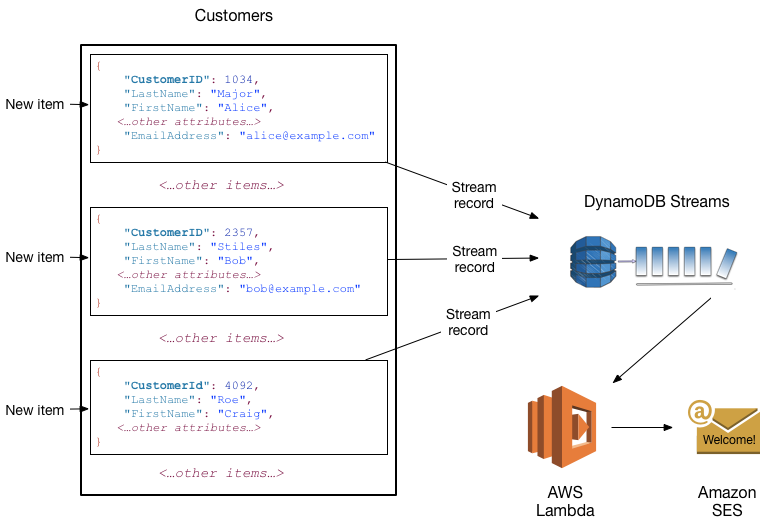 Customers
New item
{
"CustomerID": 1034,
"LastName": "Major",
"FirstName": "Alice",
<…other attributes…>
"EmailAddress": "alice@example.com"
}
<…other items…>
New item
{
"CustomerID": 2357,
"LastName": "Stiles",
"FirstName": "Bob",
<…other attributes…>
"EmailAddress": "bob@example.com"
}
<…other items…>
New item
{
"CustomerId": 4092,
"LastName": "Roe",
"FirstName": "Craig",
<…other attributes…>
}
<…other items…>
Stream
record
Stream
record
Stream
record
DynamoDB Streams
AWS
Lambda
@
Welcome!
Amazon
SES